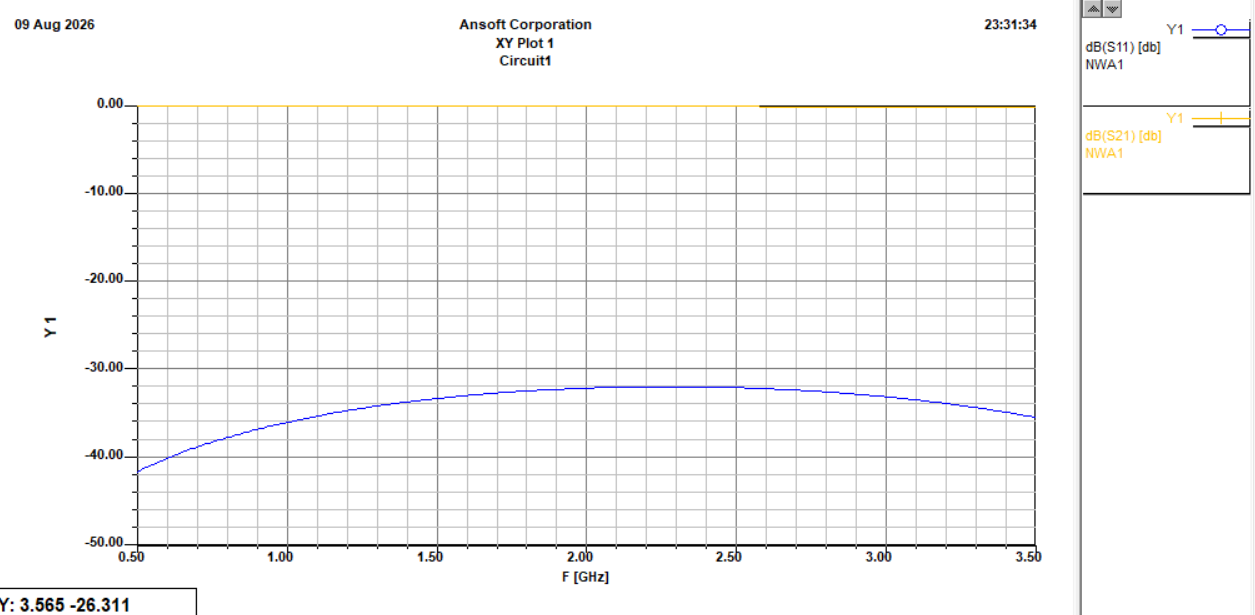 09 Aug 2026
Ansoft Corporation
23:31:34
XY Plot 1
Circuit1
Y1
dB(S11) [db]
NWA1
Y1
dB(S21) [db]
NWA1
0.00
-10.00
-20.00
-30.00
-40.00
-50.00
Y 1
0.50
1.00
1.50
2.00
2.50
3.00
3.50
F [GHz]
Y: 3.565 -26.311